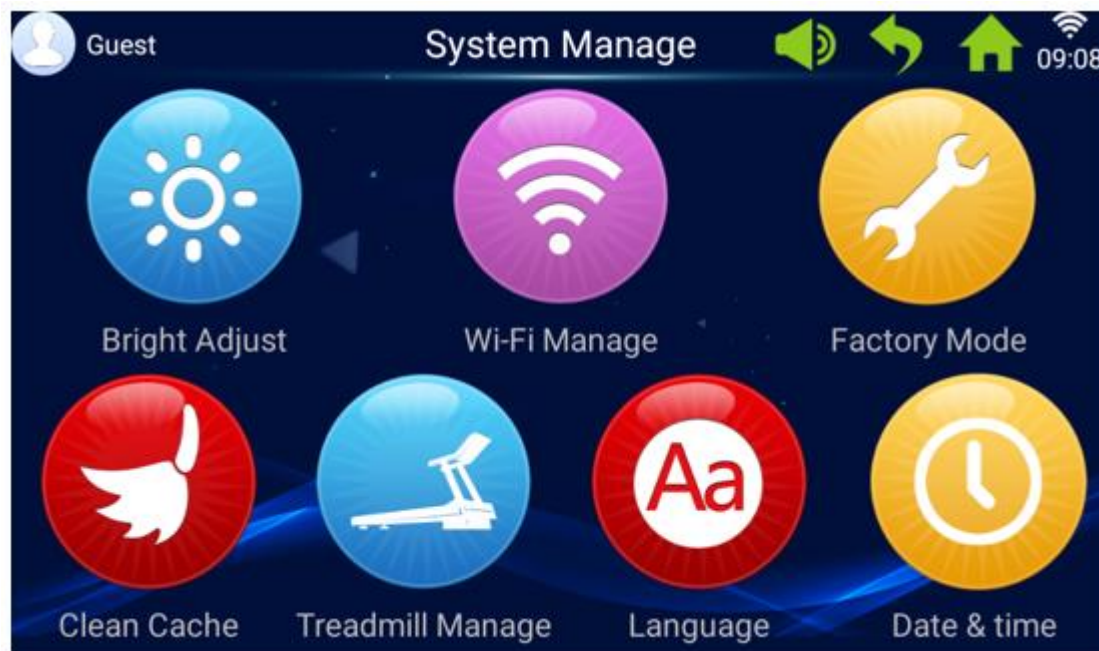 Guest
System Manage
09:08
Bright Adjust
Wi-Fi Manage
Factory Mode
Aa
Clean Cache
Treadmill Manage
Language
Date & time